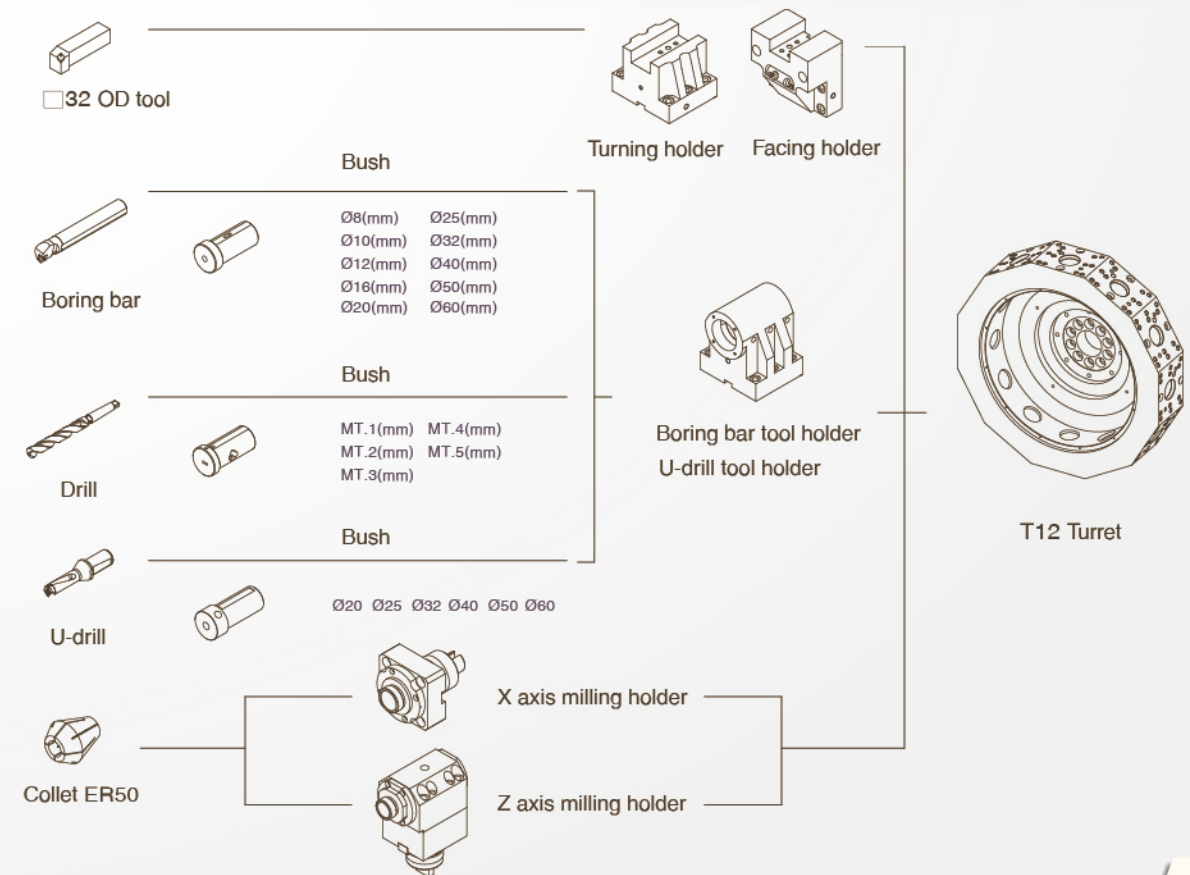 □32 OD tool
Turning holder
Facing holder
Bush
Ø8(mm) Ø25(mm)
Ø10(mm) Ø32(mm)
Ø12(mm) Ø40(mm)
Ø16(mm) Ø50(mm)
Ø20(mm) Ø60(mm)
Boring bar
Bush
MT.1(mm) MT.4(mm)
MT.2(mm) MT.5(mm)
MT.3(mm)
Drill
Boring bar tool holder
U-drill tool holder
T12 Turret
Bush
Ø20 Ø25 Ø32 Ø40 Ø50 Ø60
U-drill
X axis milling holder
Collet ER50
Z axis milling holder